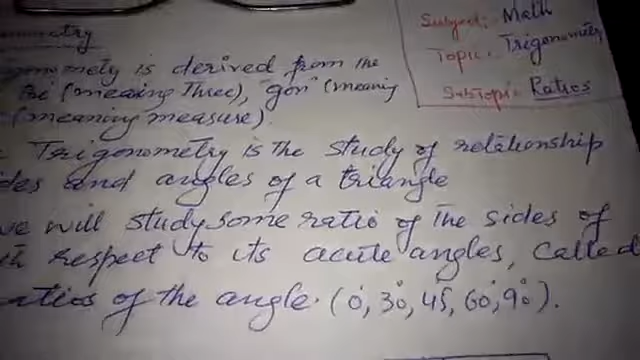 Subject: Math
Topic: Trigonometry
SubTopic: Ratios
ometry
onomety is derived from the
Tri (meaning Three), "gon" (meaning
(meaning measure).
Trigonometry is the study of relationship
des and angles of a triangle
we will study some ratio of the sides of
th respect to its acute angles, called
atios of the angle. (0°, 30°, 45°, 60°, 90°).